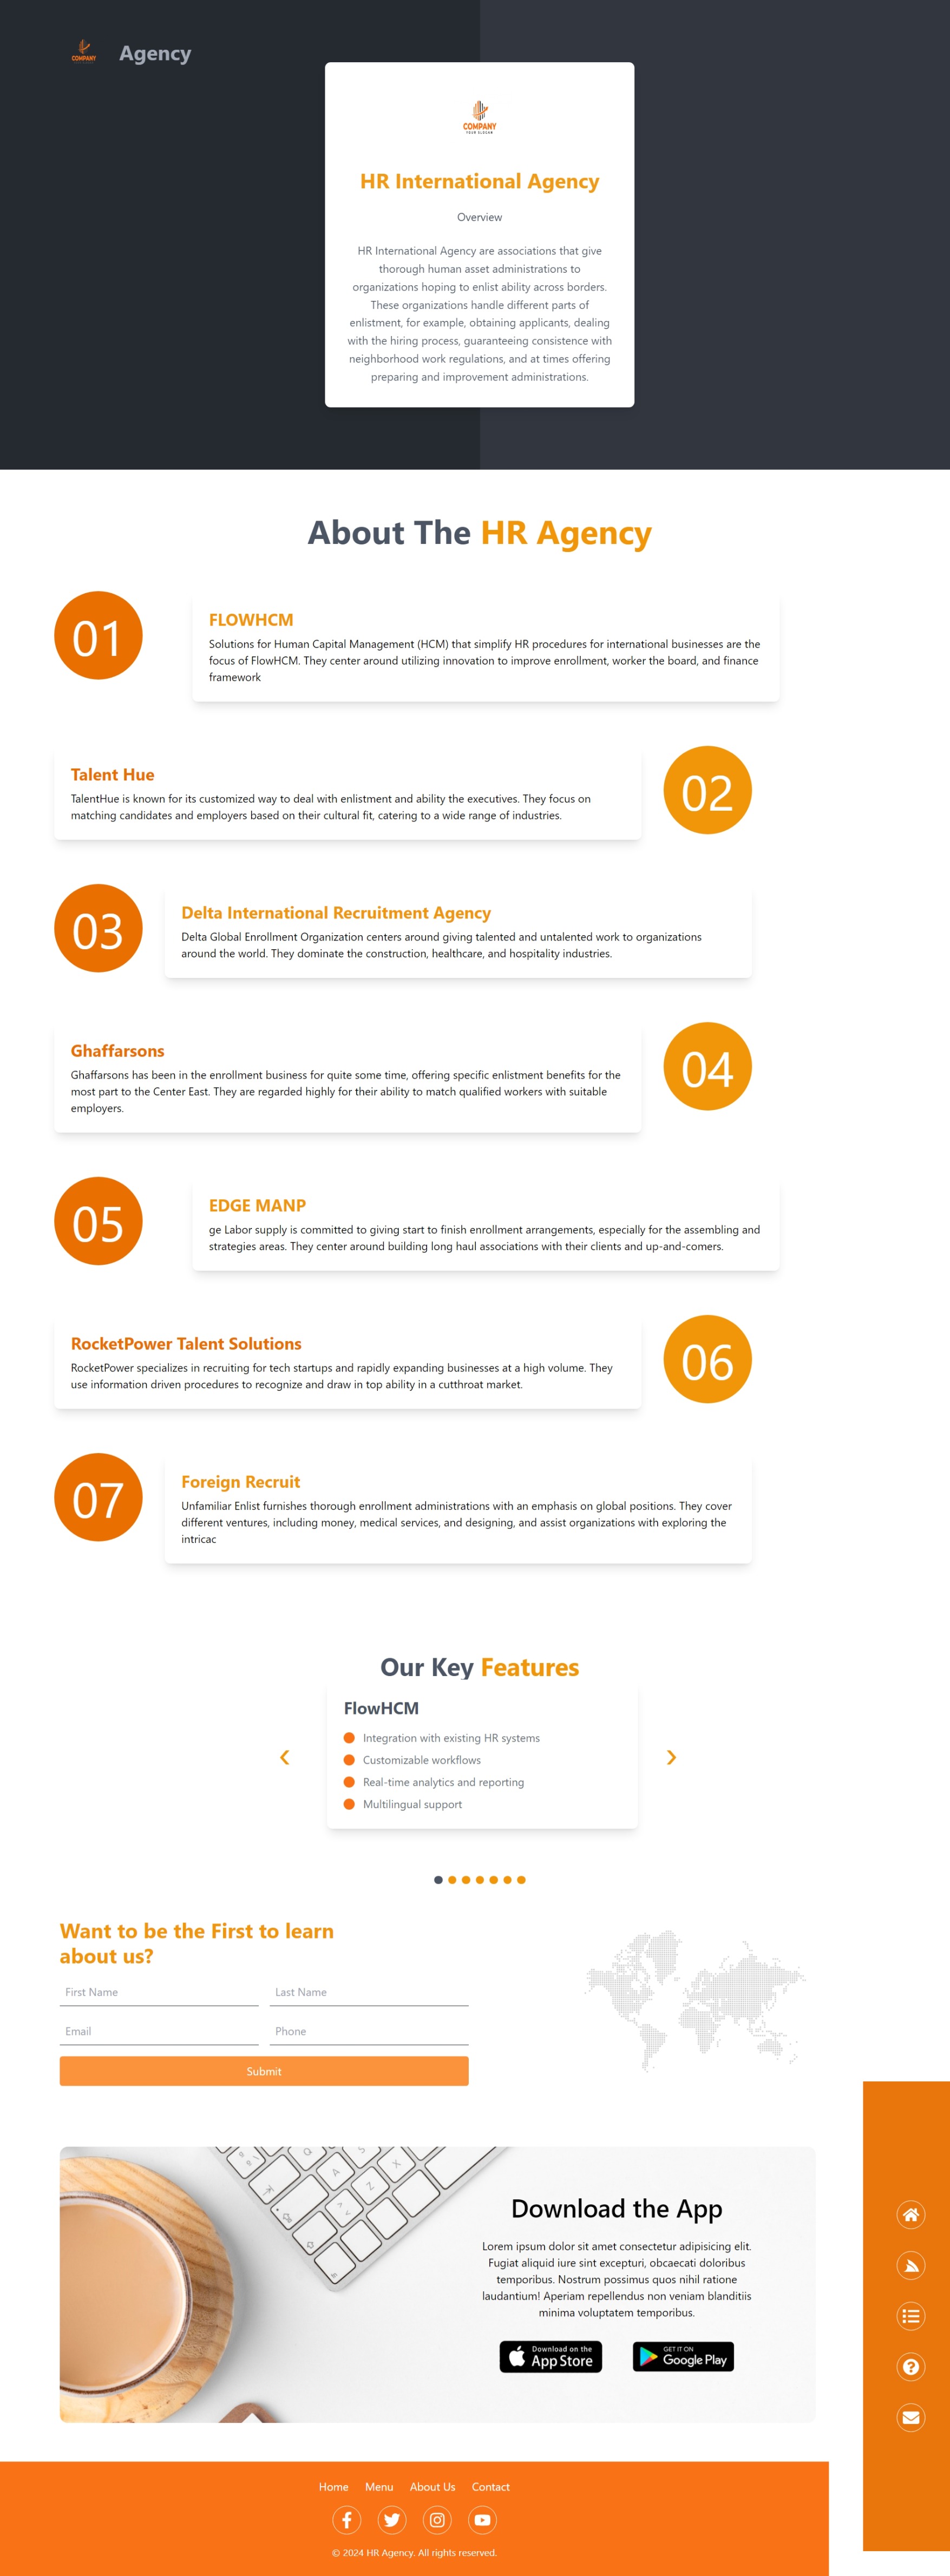 COMPANY
Agency
COMPANY
YOUR SLOGAN
HR International Agency
Overview
HR International Agency are associations that give
thorough human asset administrations to
organizations hoping to enlist ability across borders.
These organizations handle different parts of
enlistment, for example, obtaining applicants, dealing
with the hiring process, guaranteeing consistence with
neighborhood work regulations, and at times offering
preparing and improvement administrations.
About The HR Agency
01
FLOWHCM
Solutions for Human Capital Management (HCM) that simplify HR procedures for international businesses are the
focus of FlowHCM. They center around utilizing innovation to improve enrollment, worker the board, and finance
framework
Talent Hue
TalentHue is known for its customized way to deal with enlistment and ability the executives. They focus on
matching candidates and employers based on their cultural fit, catering to a wide range of industries.
02
03
Delta International Recruitment Agency
Delta Global Enrollment Organization centers around giving talented and untalented work to organizations
around the world. They dominate the construction, healthcare, and hospitality industries.
Ghaffarsons
Ghaffarsons has been in the enrollment business for quite some time, offering specific enlistment benefits for the
most part to the Center East. They are regarded highly for their ability to match qualified workers with suitable
employers.
04
05
EDGE MANP
ge Labor supply is committed to giving start to finish enrollment arrangements, especially for the assembling and
strategies areas. They center around building long haul associations with their clients and up-and-comers.
RocketPower Talent Solutions
RocketPower specializes in recruiting for tech startups and rapidly expanding businesses at a high volume. They
use information driven procedures to recognize and draw in top ability in a cutthroat market.
06
07
Foreign Recruit
Unfamiliar Enlist furnishes thorough enrollment administrations with an emphasis on global positions. They cover
different ventures, including money, medical services, and designing, and assist organizations with exploring the
intricac
Our Key Features
FlowHCM
Integration with existing HR systems
Customizable workflows
Real-time analytics and reporting
Multilingual support
Want to be the First to learn
about us?
First Name
Last Name
Email
Phone
Submit
Download the App
Lorem ipsum dolor sit amet consectetur adipisicing elit.
Fugiat aliquid iure sint excepturi, obcaecati doloribus
temporibus. Nostrum possimus quos nihil ratione
laudantium! Aperiam repellendus non veniam blanditiis
minima voluptatem temporibus.
Download on the
App Store
GET IT ON
Google Play
Home Menu About Us Contact
© 2024 HR Agency. All rights reserved.